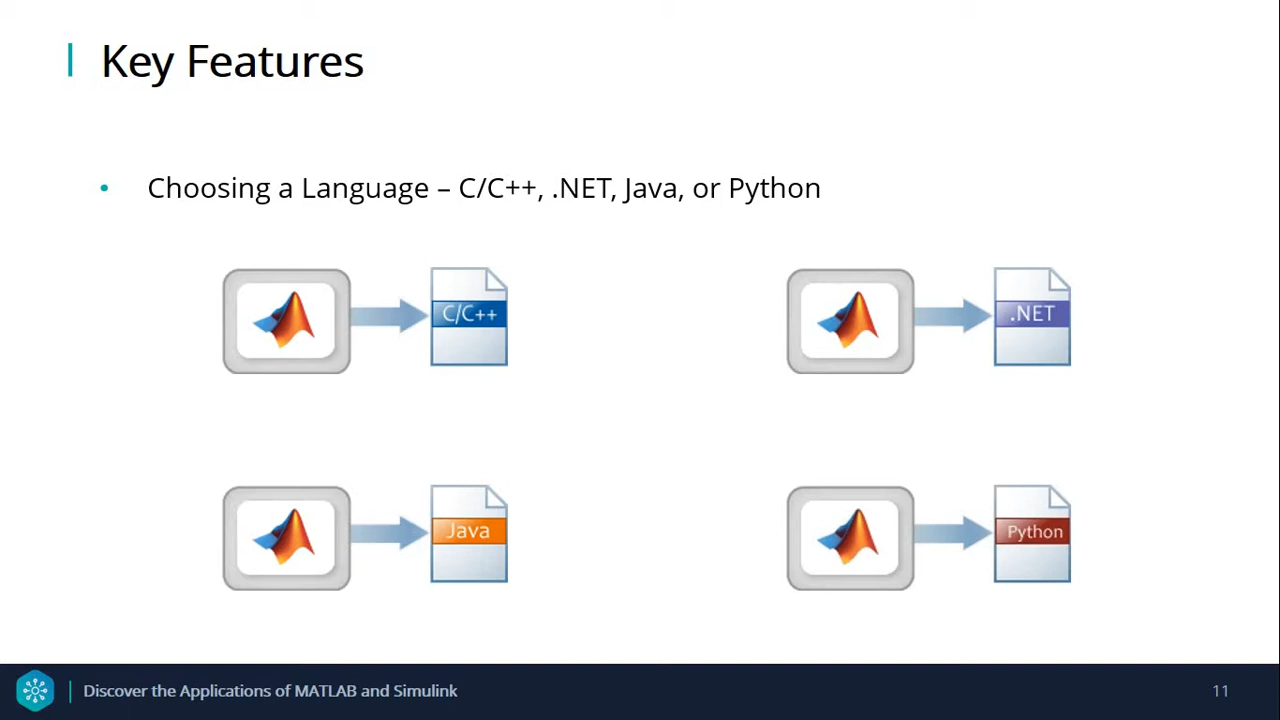 Key Features
• Choosing a Language – C/C++, .NET, Java, or Python
C/C++
.NET
Java
Python
Discover the Applications of MATLAB and Simulink
11